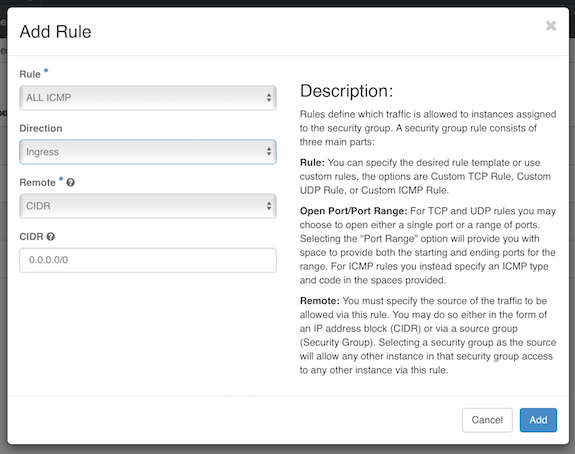 Add Rule
×
Rule *
ALL ICMP
Direction
Ingress
Remote *
CIDR
CIDR
0.0.0.0/0
Description:
Rules define which traffic is allowed to instances assigned
to the security group. A security group rule consists of
three main parts:
Rule: You can specify the desired rule template or use
custom rules, the options are Custom TCP Rule, Custom
UDP Rule, or Custom ICMP Rule.
Open Port/Port Range: For TCP and UDP rules you may
choose to open either a single port or a range of ports.
Selecting the "Port Range" option will provide you with
space to provide both the starting and ending ports for the
range. For ICMP rules you instead specify an ICMP type
and code in the spaces provided.
Remote: You must specify the source of the traffic to be
allowed via this rule. You may do so either in the form of
an IP address block (CIDR) or via a source group
(Security Group). Selecting a security group as the source
will allow any other instance in that security group access
to any other instance via this rule.
Cancel
Add